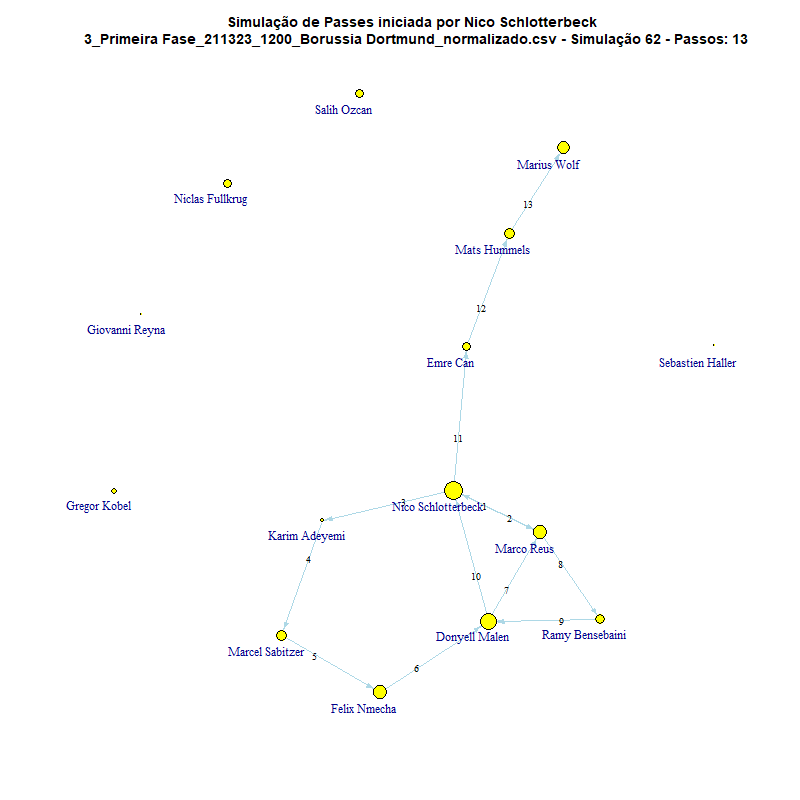 Simulação de Passes iniciada por Nico Schlotterbeck
3_Primeira Fase_211323_1200_Borussia Dortmund_normalizado.csv - Simulação 62 - Passos: 13
Salih Ozcan
Marius Wolf
Niclas Fullkrug
13
Mats Hummels
12
Giovanni Reyna
Emre Can
Sebastien Haller
11
Gregor Kobel
3
Nico Schlotterbeck
1
2
Karim Adeyemi
Marco Reus
4
8
10
7
9
Marcel Sabitzer
Donyell Malen
Ramy Bensebaini
5
6
Felix Nmecha